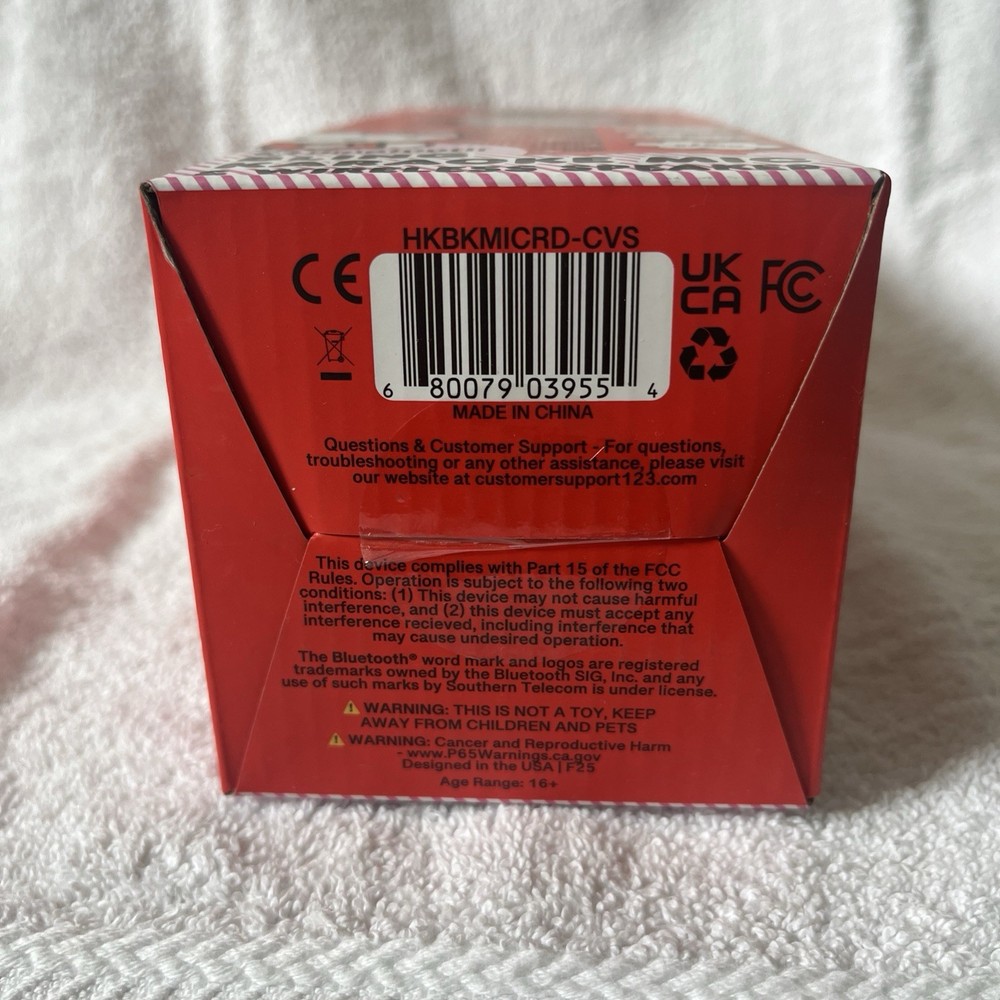 KARAOKE MIC
HKBKMICRD-CVS
CE
UK
CA
FC
6 80079 03955 4
MADE IN CHINA
Questions & Customer Support - For questions,
troubleshooting or any other assistance, please visit
our website at customersupport123.com
This device complies with Part 15 of the FCC
Rules. Operation is subject to the following two
conditions: (1) This device may not cause harmful
interference, and (2) this device must accept any
interference recieved, including interference that
may cause undesired operation.
The Bluetooth® word mark and logos are registered
trademarks owned by the Bluetooth SIG, Inc. and any
use of such marks by Southern Telecom is under license.
WARNING: THIS IS NOT A TOY, KEEP
AWAY FROM CHILDREN AND PETS
WARNING: Cancer and Reproductive Harm
- www.P65Warnings.ca.gov
Designed in the USA | F25
Age Range: 16+